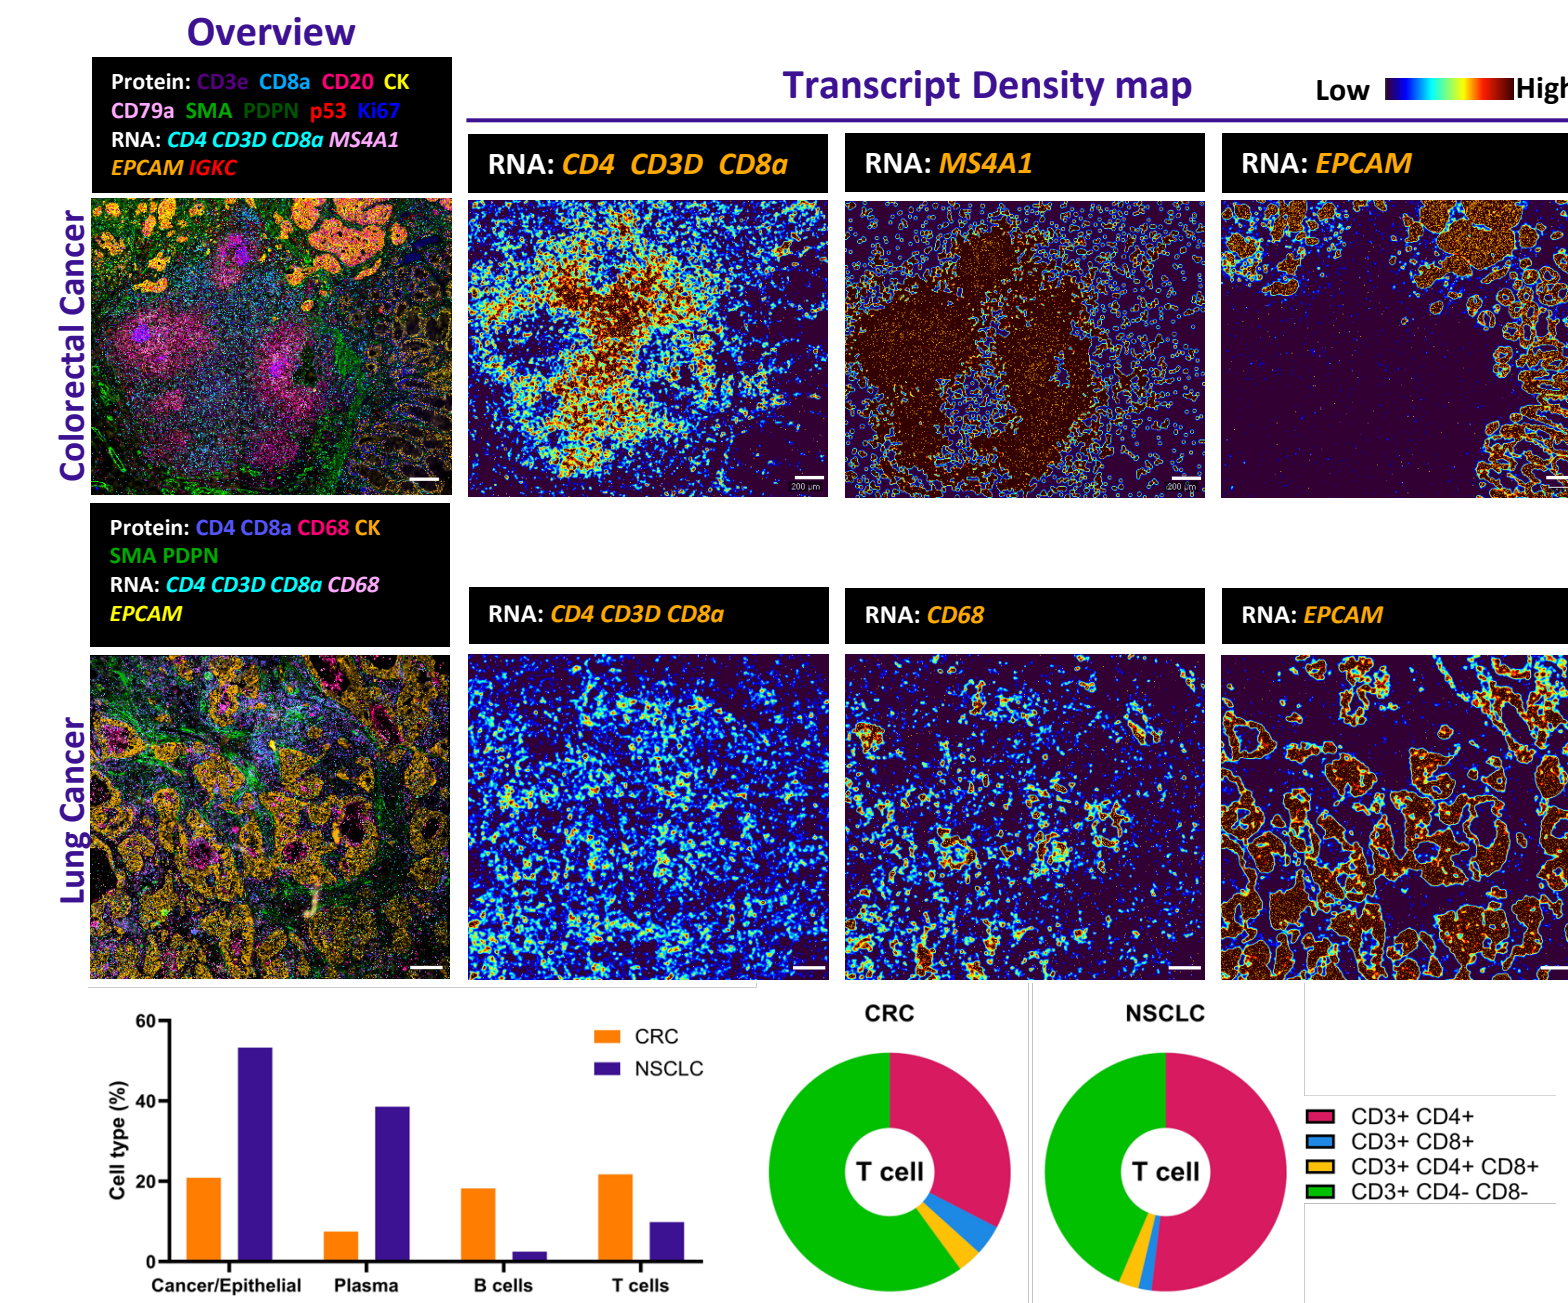 Overview
Protein: CD3e CD8a CD20 CK
CD79a SMA PDPN p53 Ki67
RNA: CD4 CD3D CD8a MS4A1
EPCAM IGKC
Transcript Density map
Low High
RNA: CD4 CD3D CD8a
RNA: MS4A1
RNA: EPCAM
Colorectal Cancer
200 µm
200 µm
Protein: CD4 CD8a CD68 CK
SMA PDPN
RNA: CD4 CD3D CD8a CD68
EPCAM
RNA: CD4 CD3D CD8a
RNA: CD68
RNA: EPCAM
Lung Cancer
60
40
20
0
Cell type (%)
CRC
NSCLC
Cancer/Epithelial
Plasma
B cells
T cells
CRC
T cell
NSCLC
T cell
CD3+ CD4+
CD3+ CD8+
CD3+ CD4+ CD8+
CD3+ CD4- CD8-